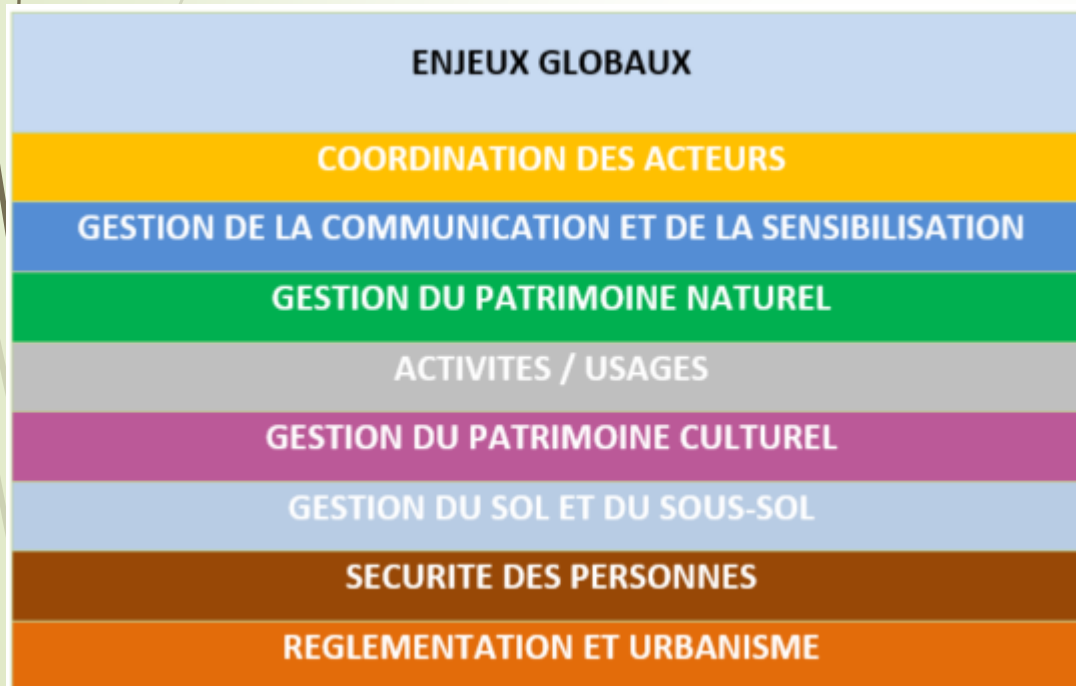 ENJEUX GLOBAUX
COORDINATION DES ACTEURS
GESTION DE LA COMMUNICATION ET DE LA SENSIBILISATION
GESTION DU PATRIMOINE NATUREL
ACTIVITES / USAGES
GESTION DU PATRIMOINE CULTUREL
GESTION DU SOL ET DU SOUS-SOL
SECURITE DES PERSONNES
REGLEMENTATION ET URBANISME